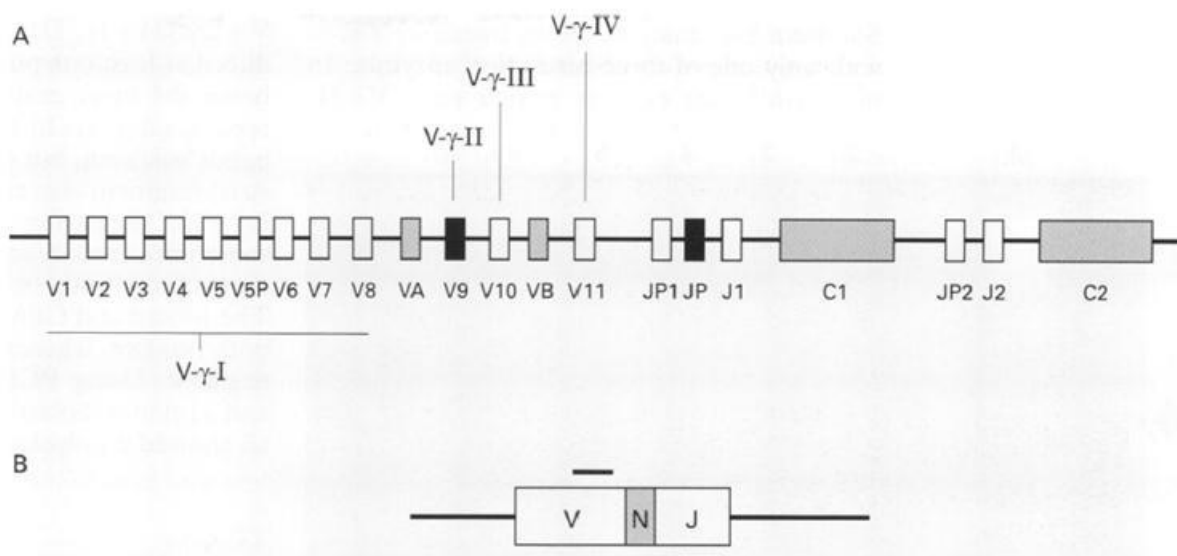 A
V-γ-IV
V-γ-III
V-γ-II
V1 V2 V3 V4 V5 V5P V6 V7 V8 VA V9 V10 VB V11 JP1 JP J1 C1 JP2 J2 C2
V-γ-I
B
V N J